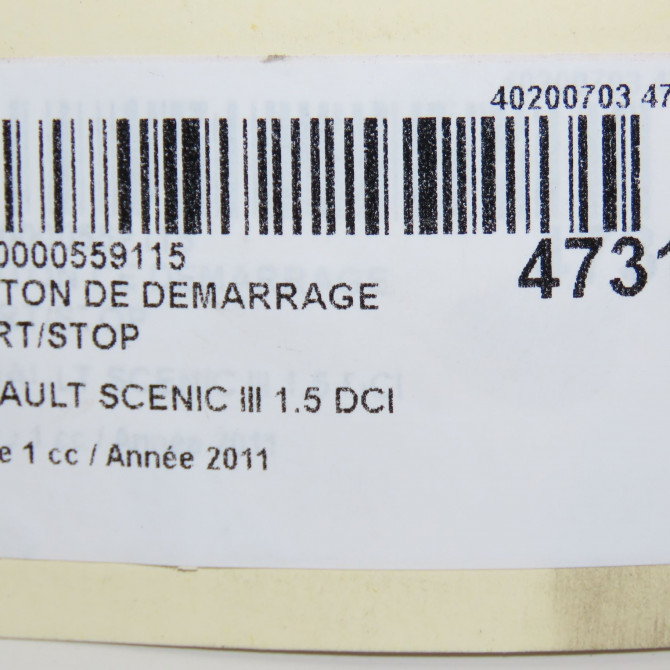 40200703 47
0000559115
4731
TON DE DEMARRAGE
RT/STOP
AULT SCENIC III 1.5 DCI
e 1 cc / Année 2011